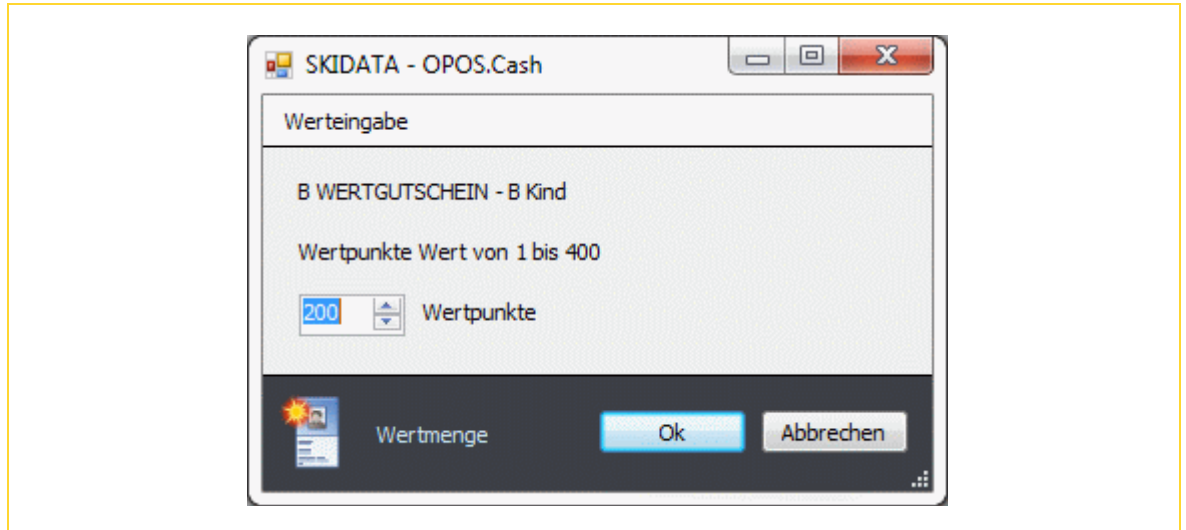 SKIDATA - OPOS.Cash
Werteingabe
B WERTGUTSCHEIN - B Kind
Wertpunkte Wert von 1 bis 400
200 Wertpunkte
Wertmenge Ok Abbrechen